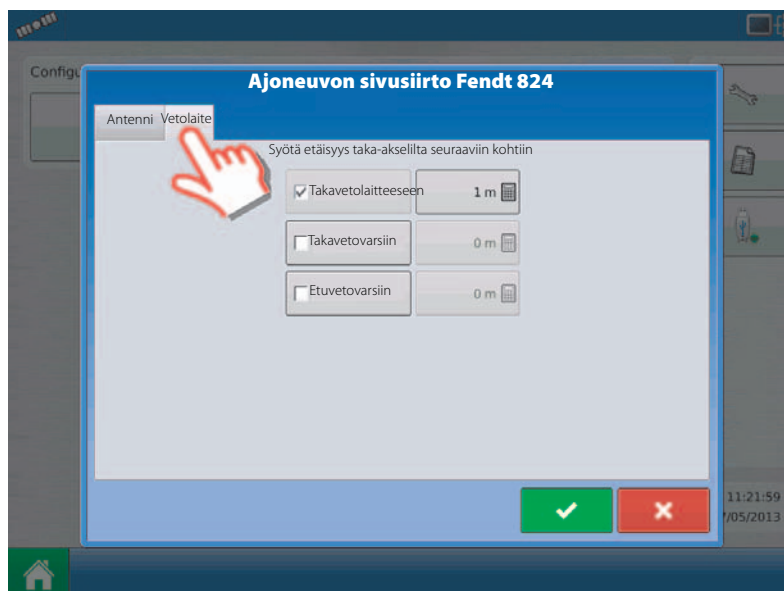 Configu
Ajoneuvon sivusiirto Fendt 824
Antenni Vetolaite
Syötä etäisyys taka-akselilta seuraaviin kohtiin
Takavetolaitteeseen 1 m
Takavetovarsiin 0 m
Etuvetovarsiin 0 m
11:21:59
/05/2013